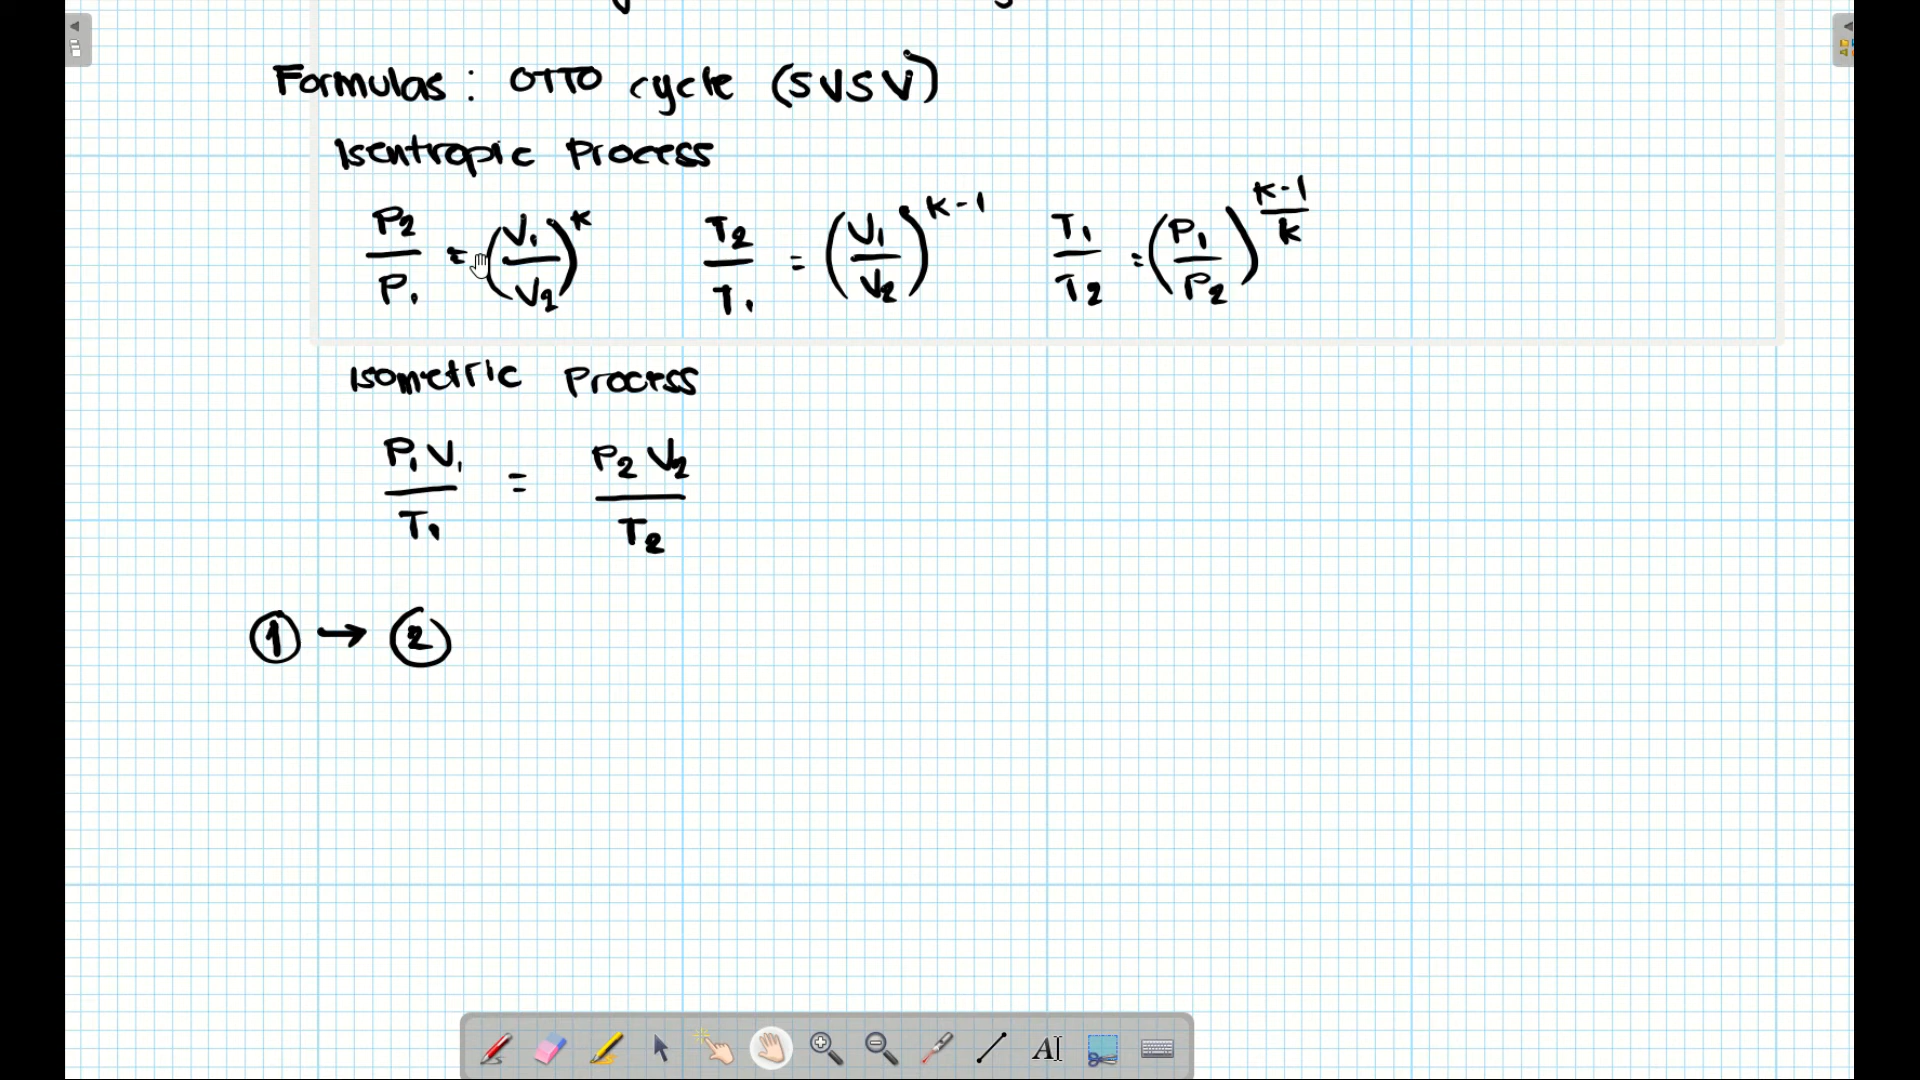 Formulas: OTTO cycle (SVSV)
Isentropic Process
P2/P1 = (V1/V2)^k T2/T1 = (V1/V2)^k-1 T1/T2 = (P1/P2)^k-1/k
Isometric Process
P1V1/T1 = P2V2/T2
① → ②
AI